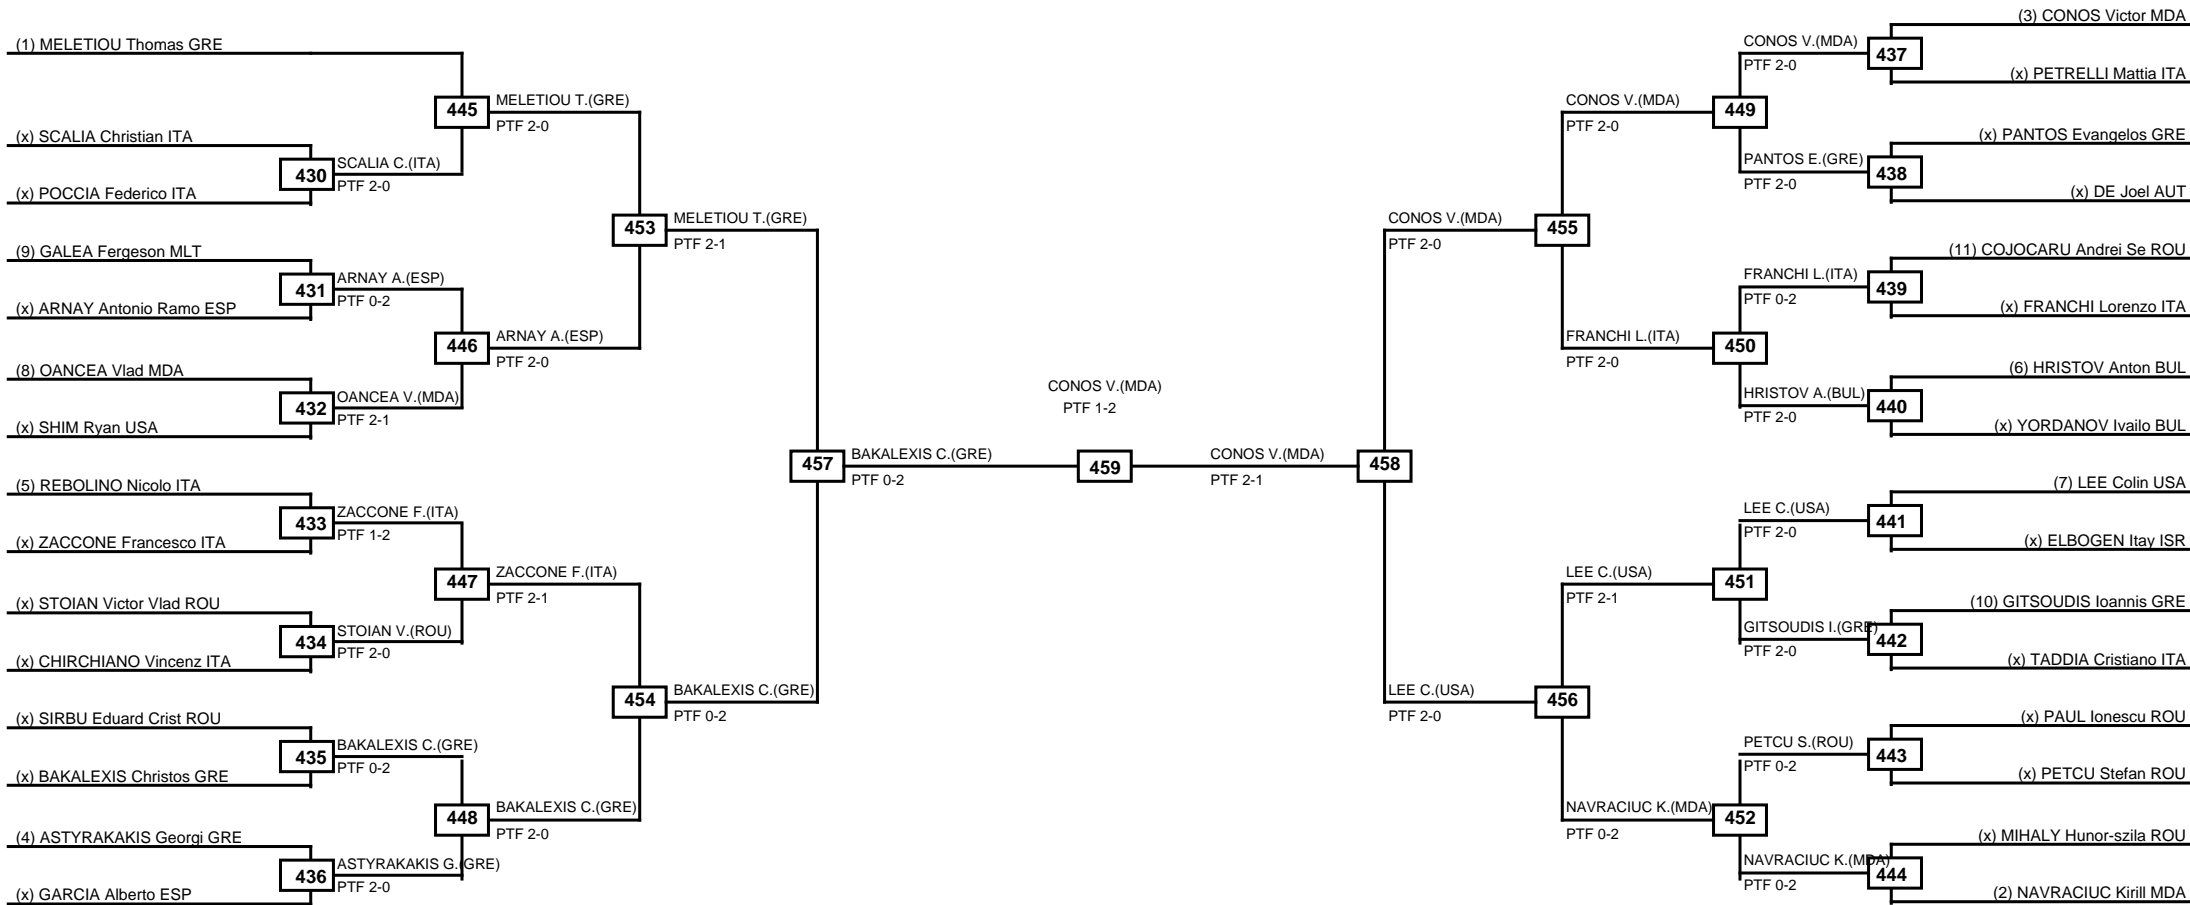 (1) MELETIOU Thomas GRE
(x) SCALIA Christian ITA
(x) POCCIA Federico ITA
(9) GALEA Fergeson MLT
(x) ARNAY Antonio Ramo ESP
(8) OANCEA Vlad MDA
(x) SHIM Ryan USA
(5) REBOLINO Nicolo ITA
(x) ZACCONE Francesco ITA
(x) STOIAN Victor Vlad ROU
(x) CHIRCHIANO Vincenz ITA
(x) SIRBU Eduard Crist ROU
(x) BAKALEXIS Christos GRE
(4) ASTYRAKAKIS Georgi GRE
(x) GARCIA Alberto ESP
430
SCALIA C.(ITA)
PTF 2-0
431
ARNAY A.(ESP)
PTF 0-2
432
OANCEA V.(MDA)
PTF 2-1
433
ZACCONE F.(ITA)
PTF 1-2
434
STOIAN V.(ROU)
PTF 2-0
435
BAKALEXIS C.(GRE)
PTF 0-2
436
ASTYRAKAKIS G.(GRE)
PTF 2-0
445
MELETIOU T.(GRE)
PTF 2-0
446
ARNAY A.(ESP)
PTF 2-0
447
ZACCONE F.(ITA)
PTF 2-1
448
BAKALEXIS C.(GRE)
PTF 2-0
453
MELETIOU T.(GRE)
PTF 2-1
454
BAKALEXIS C.(GRE)
PTF 0-2
457
BAKALEXIS C.(GRE)
PTF 0-2
CONOS V.(MDA)
PTF 1-2
459
CONOS V.(MDA)
PTF 2-1
458
CONOS V.(MDA)
PTF 2-0
455
LEE C.(USA)
PTF 2-0
456
CONOS V.(MDA)
PTF 2-0
449
FRANCHI L.(ITA)
PTF 2-0
450
LEE C.(USA)
PTF 2-1
451
NAVRACIUC K.(MDA)
PTF 0-2
452
CONOS V.(MDA)
PTF 2-0
437
PANTOS E.(GRE)
PTF 2-0
438
FRANCHI L.(ITA)
PTF 0-2
439
HRISTOV A.(BUL)
PTF 2-0
440
LEE C.(USA)
PTF 2-0
441
GITSOUDIS I.(GRE)
PTF 2-0
442
PETCU S.(ROU)
PTF 0-2
443
NAVRACIUC K.(MDA)
PTF 0-2
444
(3) CONOS Victor MDA
(x) PETRELLI Mattia ITA
(x) PANTOS Evangelos GRE
(x) DE Joel AUT
(11) COJOCARU Andrei Se ROU
(x) FRANCHI Lorenzo ITA
(6) HRISTOV Anton BUL
(x) YORDANOV Ivailo BUL
(7) LEE Colin USA
(x) ELBOGEN Itay ISR
(10) GITSOUDIS Ioannis GRE
(x) TADDIA Cristiano ITA
(x) PAUL Ionescu ROU
(x) PETCU Stefan ROU
(x) MIHALY Hunor-szila ROU
(2) NAVRACIUC Kirill MDA